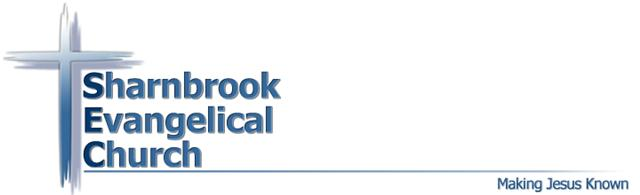 Sharnbrook
Evangelical
Church
Making Jesus Known